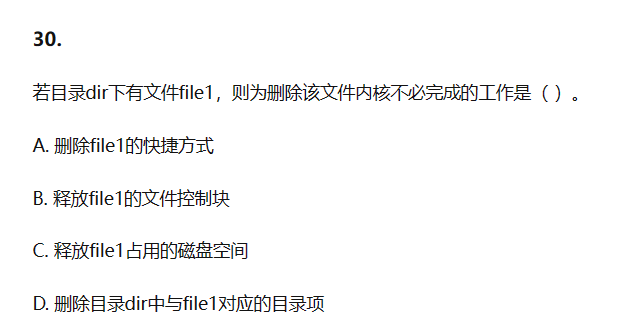 30.
若目录dir下有文件file1，则为删除该文件内核不必完成的工作是（ ）。
A. 删除file1的快捷方式
B. 释放file1的文件控制块
C. 释放file1占用的磁盘空间
D. 删除目录dir中与file1对应的目录项